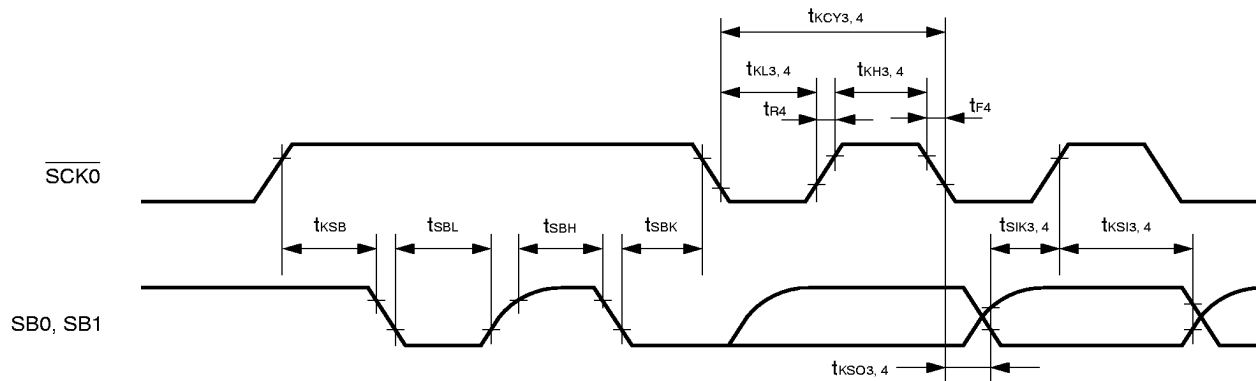 tKCY3, 4
tKL3, 4
tKH3, 4
tR4
tF4
SCK0
tKSB
tSBL
tSBH
tSBK
tSIK3, 4
tKSI3, 4
SB0, SB1
tKSO3, 4